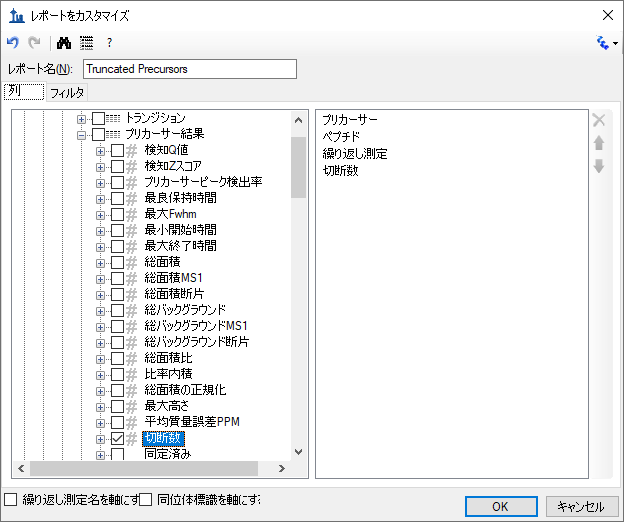 レポートをカスタマイズ
?
レポート名(N): Truncated Precursors
列 フィルタ
トランジション
プリカーサー結果
検知Q値
検知Zスコア
プリカーサーピーク検出率
最良保持時間
最大Fwhm
最小開始時間
最大終了時間
総面積
総面積MS1
総面積断片
総バックグラウンド
総バックグラウンドMS1
総バックグラウンド断片
総面積比
比率内積
総面積の正規化
最大高さ
平均質量誤差PPM
切断数
同定済み
プリカーサー
ペプチド
繰り返し測定
切断数
繰り返し測定名を軸にす 同位体標識を軸にす
OK キャンセル